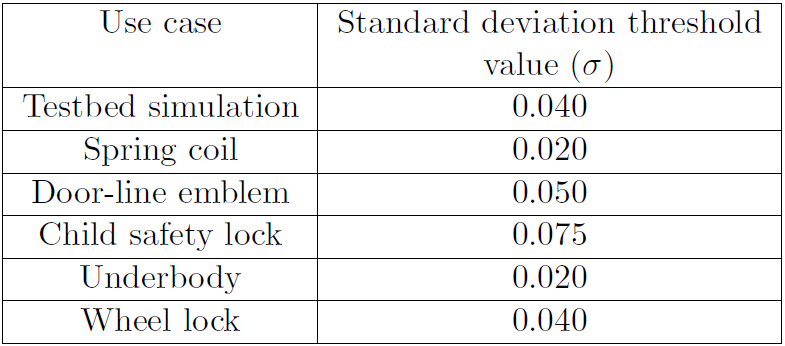 Use case Standard deviation threshold
value (σ)
Testbed simulation 0.040
Spring coil 0.020
Door-line emblem 0.050
Child safety lock 0.075
Underbody 0.020
Wheel lock 0.040